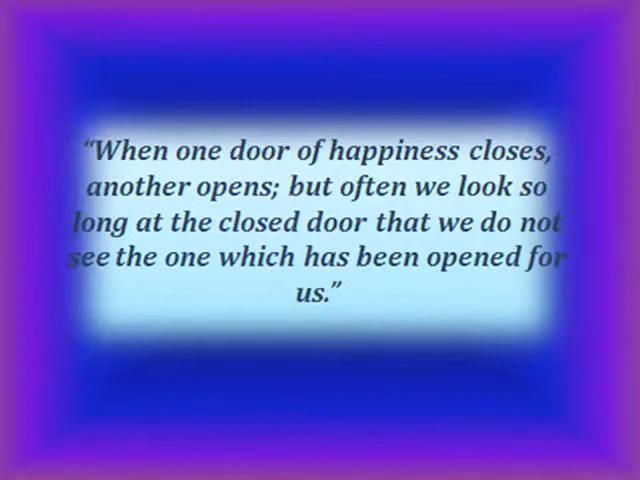 “When one door of happiness closes,
another opens; but often we look so
long at the closed door that we do not
see the one which has been opened for
us.”